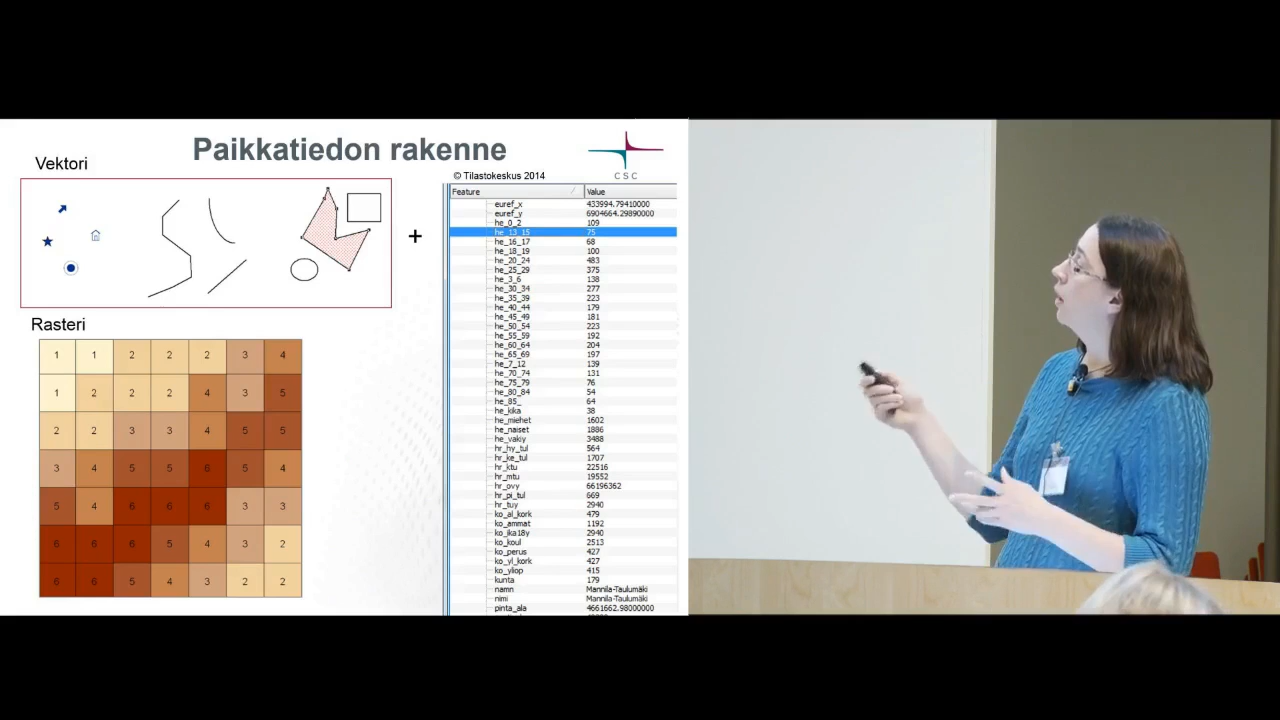 Paikkatiedon rakenne
Vektori
© Tilastokeskus 2014
CSC
+
Feature Value
euref_x 433994.79410000
euref_y 6904664.29890000
he_0_2 109
he_13_15 75
he_16_17 68
he_18_19 100
he_20_24 483
he_25_29 375
he_3_6 138
he_30_34 277
he_35_39 223
he_40_44 179
he_45_49 181
he_50_54 223
he_55_59 192
he_60_64 204
he_65_69 197
he_7_12 139
he_70_74 131
he_75_79 76
he_80_84 54
he_85_ 64
he_kika 38
he_miehet 1602
he_naiset 1886
he_vakiy 3488
hr_hy_tul 564
hr_ke_tul 1707
hr_ktu 22516
hr_mtu 19552
hr_ovy 66196362
hr_pi_tul 669
hr_tuy 2940
ko_al_kork 479
ko_ammat 1192
ko_ika18y 2940
ko_koul 2513
ko_perus 427
ko_yl_kork 427
ko_yliop 415
kunta 179
namn Mannila-Taulumäki
nimi Mannila-Taulumäki
pinta_ala 4661662.98000000
Rasteri
1 1 2 2 2 3 4
1 2 2 2 4 3 5
2 2 3 3 4 5 5
3 4 5 5 6 5 4
5 4 6 6 6 3 3
6 6 6 5 4 3 2
6 6 5 4 3 2 2